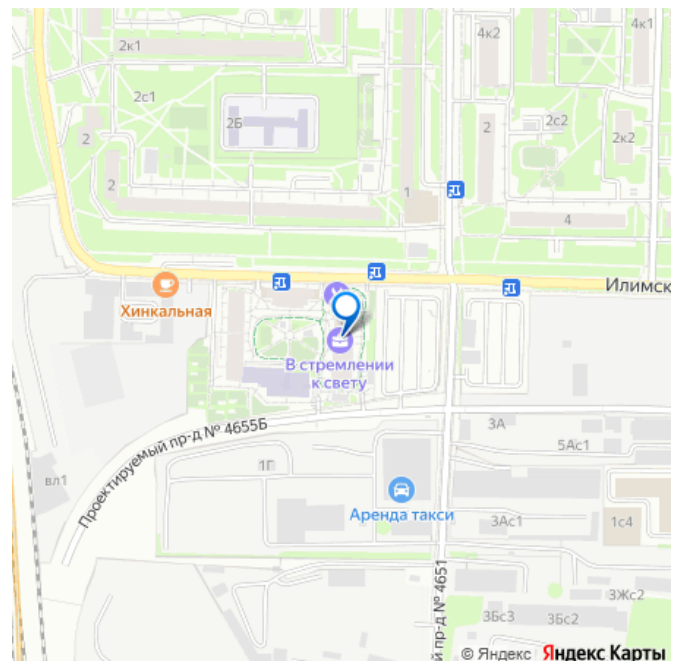 2к1
4к1
4к2
2с1
2Б
2
2
2с2
2
2к2
1
4
Илимск
Хинкальная
В стремлении
к свету
Проектируемый пр-д № 4655Б
3А
5Ас1
вл1
1Г
Аренда такси
3Ас1
1с4
й пр-д № 4651
3Жс2
3Бс3
3Бс2
© Яндекс Яндекс Карты